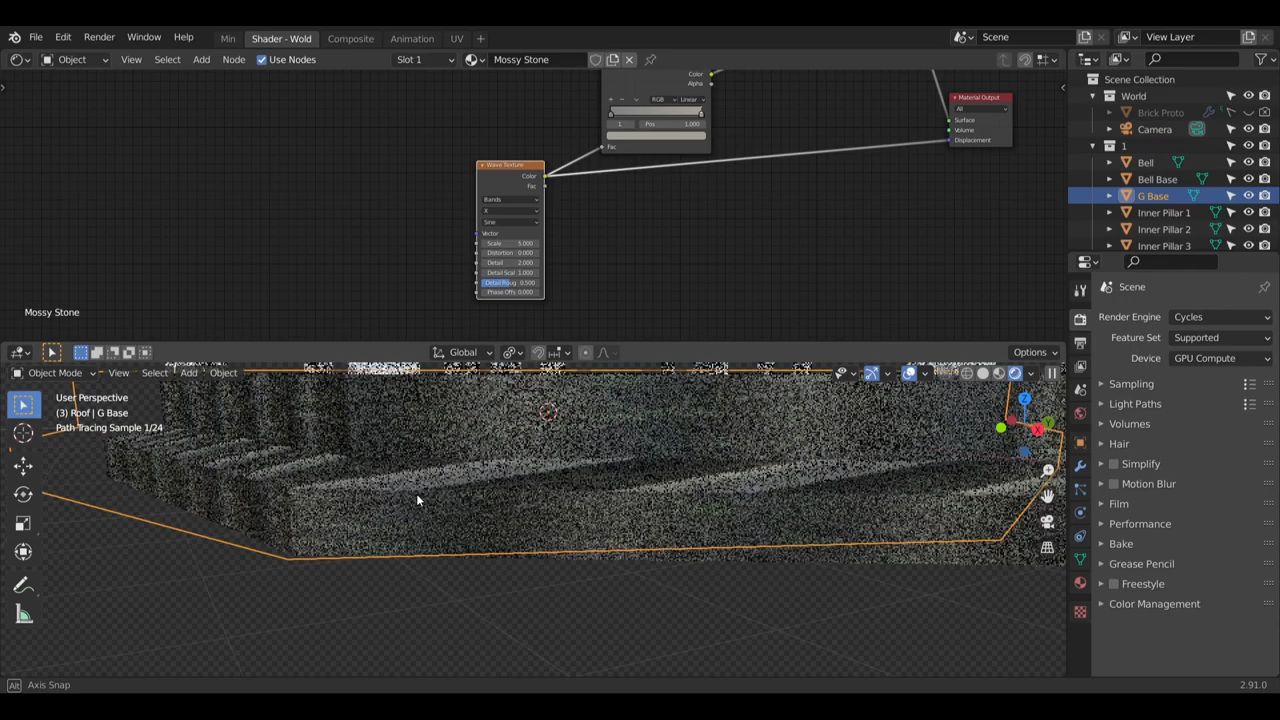 File Edit Render Window Help Min Shader - Wold Composite Animation UV + Scene View Layer
Object View Select Add Node Use Nodes Slot 1 Mossy Stone
Color
Alpha
RGB Linear
1 Pos 1.000
Fac
Material Output
All
Surface
Volume
Displacement
Wave Texture
Color
Fac
Bands
X
Sine
Vector
Scale 5.000
Distortion 0.000
Detail 2.000
Detail Scal 1.000
Detail Roug 0.500
Phase Offs 0.000
Mossy Stone
Global Options
Object Mode View Select Add Object
User Perspective
(3) Roof | G Base
Path Tracing Sample 1/24
Z
X
Scene Collection
World
Brick Proto
Camera
1
Bell
Bell Base
G Base
Inner Pillar 1
Inner Pillar 2
Inner Pillar 3
Scene
Render Engine Cycles
Feature Set Supported
Device GPU Compute
Sampling
Light Paths
Volumes
Hair
Simplify
Motion Blur
Film
Performance
Bake
Grease Pencil
Freestyle
Color Management
Alt Axis Snap 2.91.0